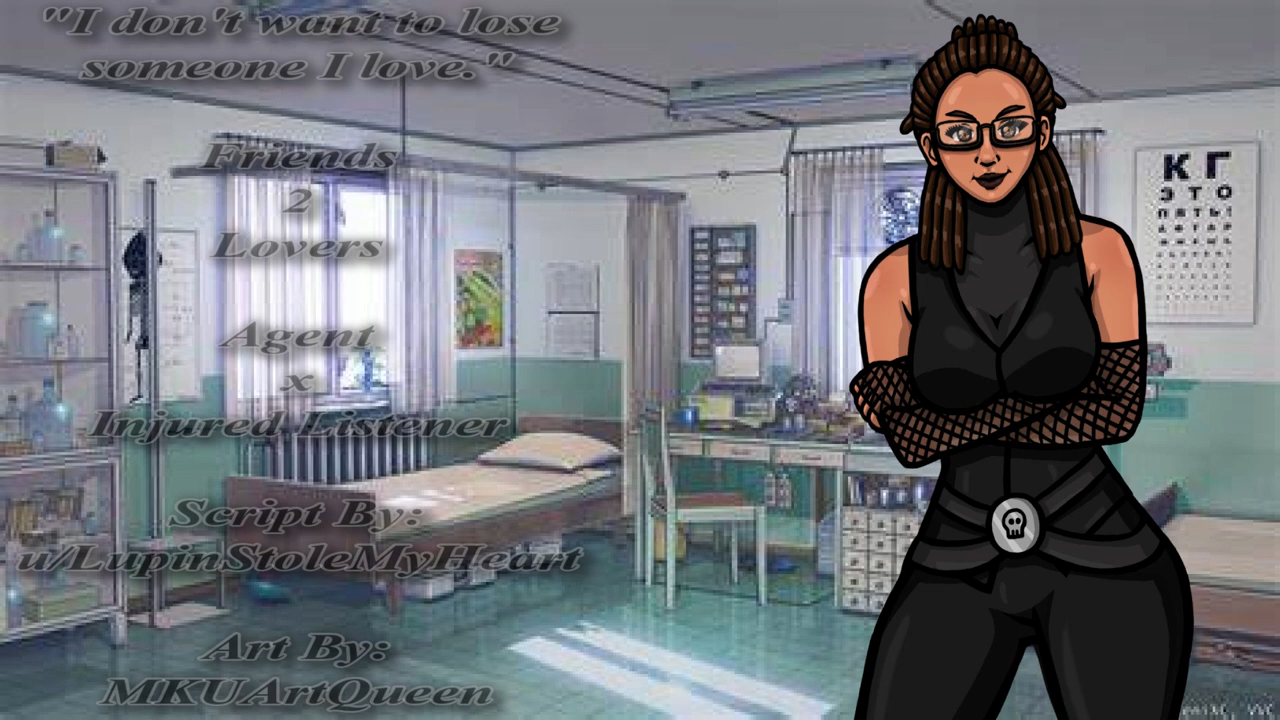 "I don't want to lose
someone I love."
Friends
2
Lovers
Agent
x
Injured Listener
Script By:
u/LupinStoleMyHeart
Art By:
MKUArtQueen
К Г
Э Т О